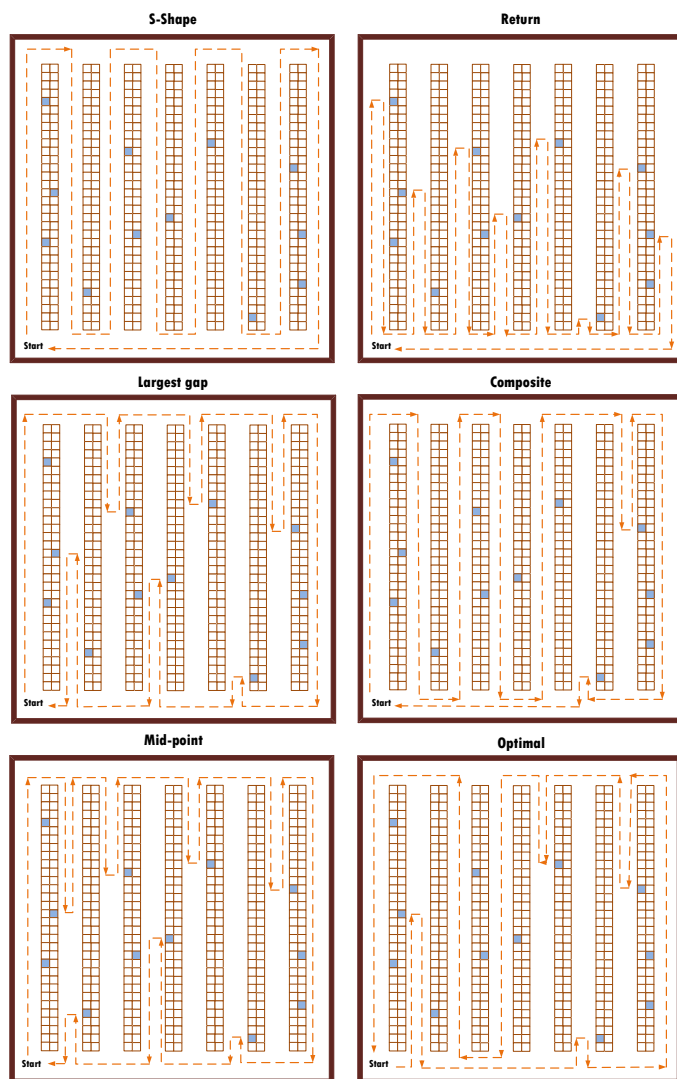 S-Shape
Return
Start
Start
Largest gap
Composite
Start
Start
Mid-point
Optimal
Start
Start